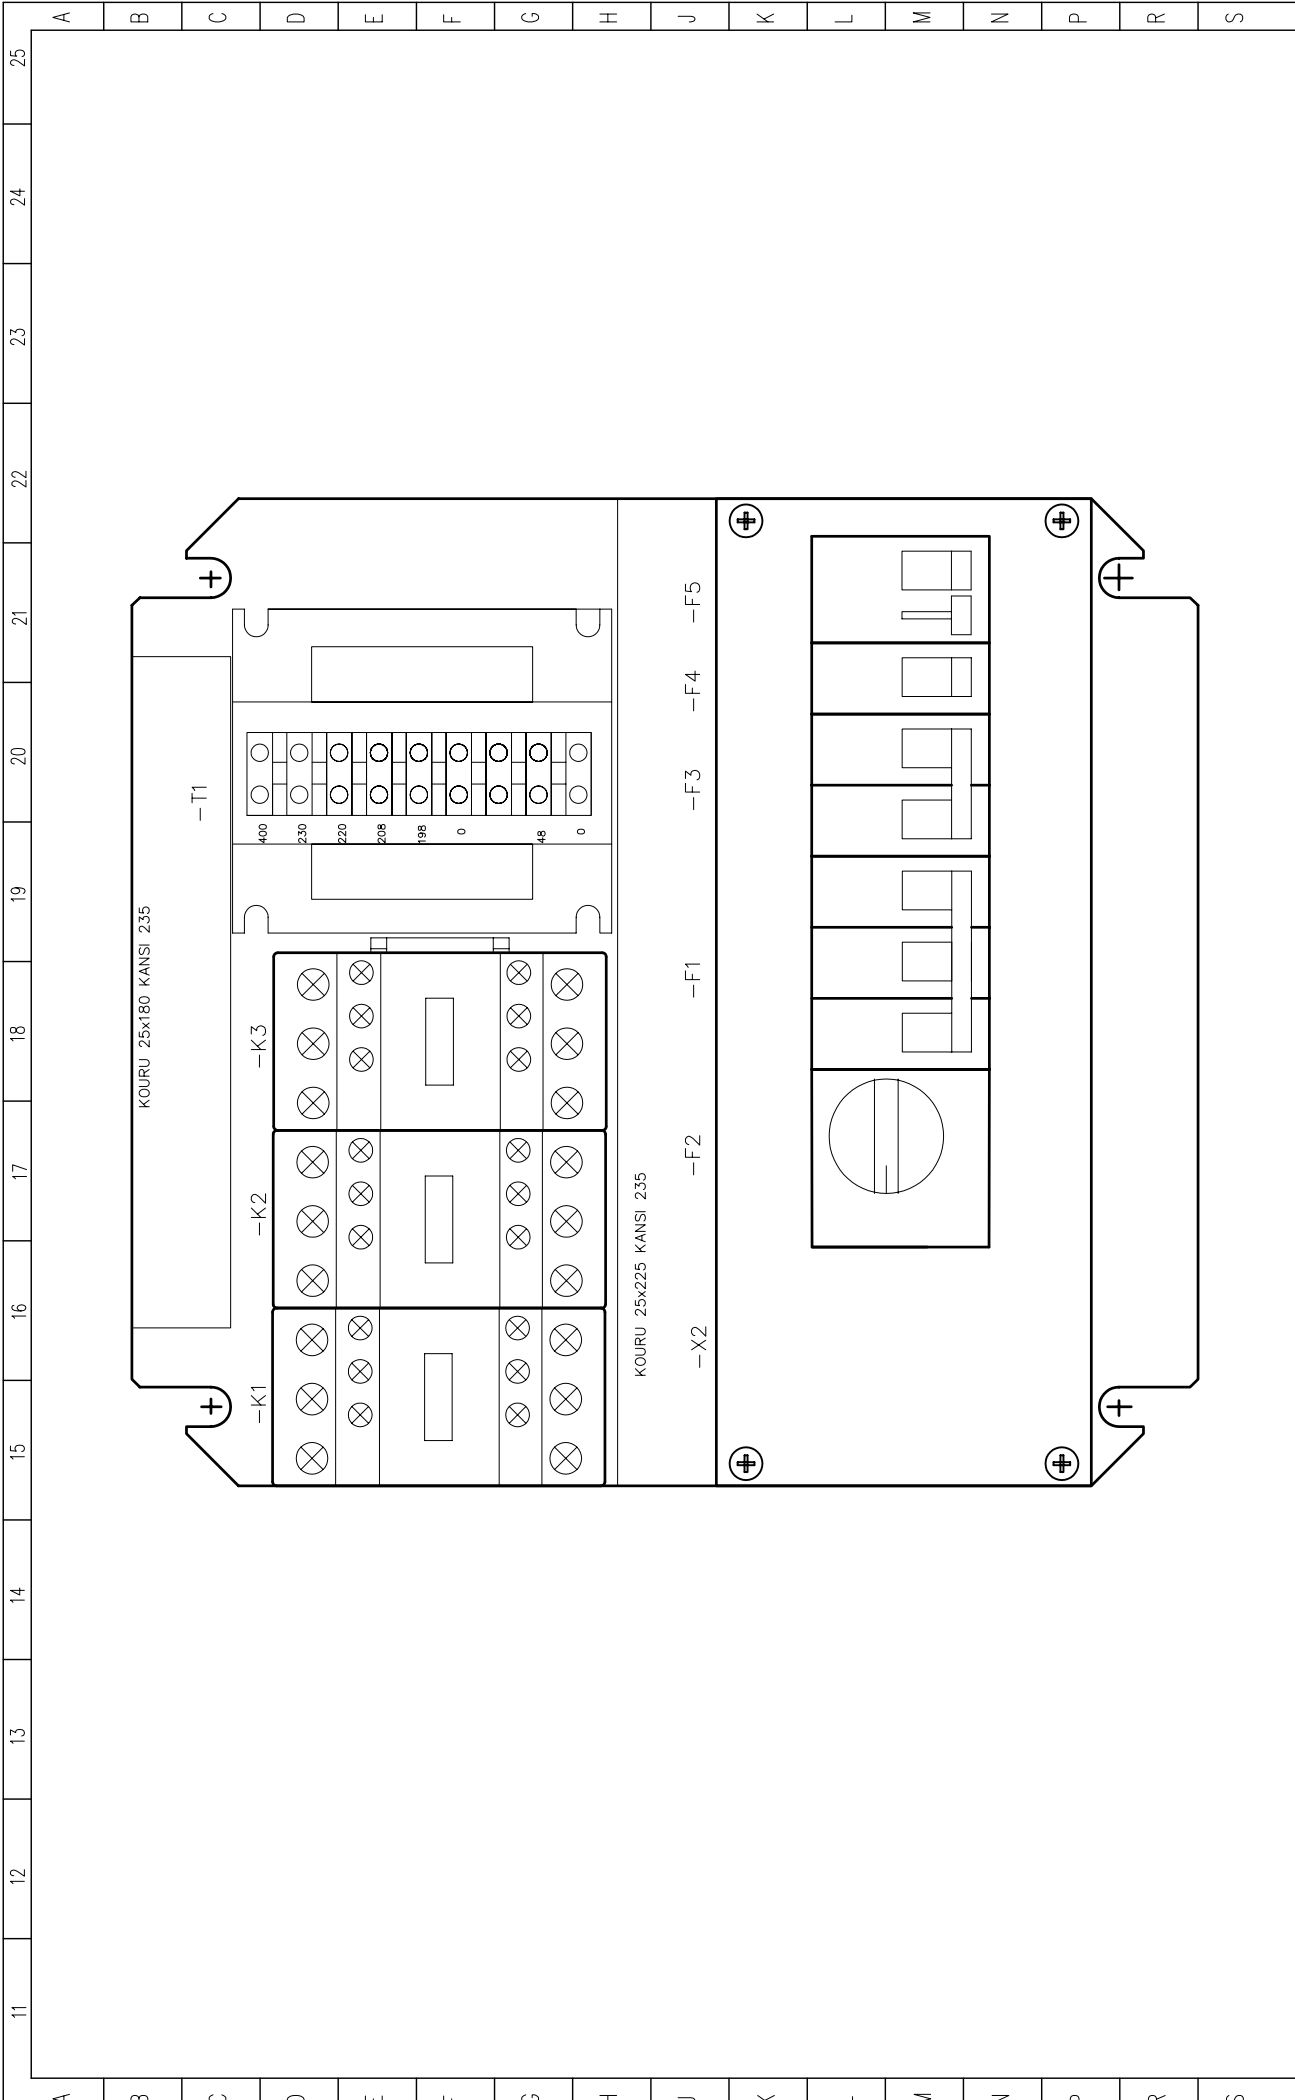 A
B
C
D
E
F
G
H
J
K
L
M
N
P
R
S
25
24
23
22
21
20
19
18
17
16
15
14
13
12
11
KOURU 25x180 KANSI 235
-T1
400
230
220
208
198
0
48
0
-K3
-K2
-K1
KOURU 25x225 KANSI 235
-F5
-F4
-F3
-F1
-F2
-X2
A
B
C
D
E
F
G
H
J
K
L
M
N
P
R
S